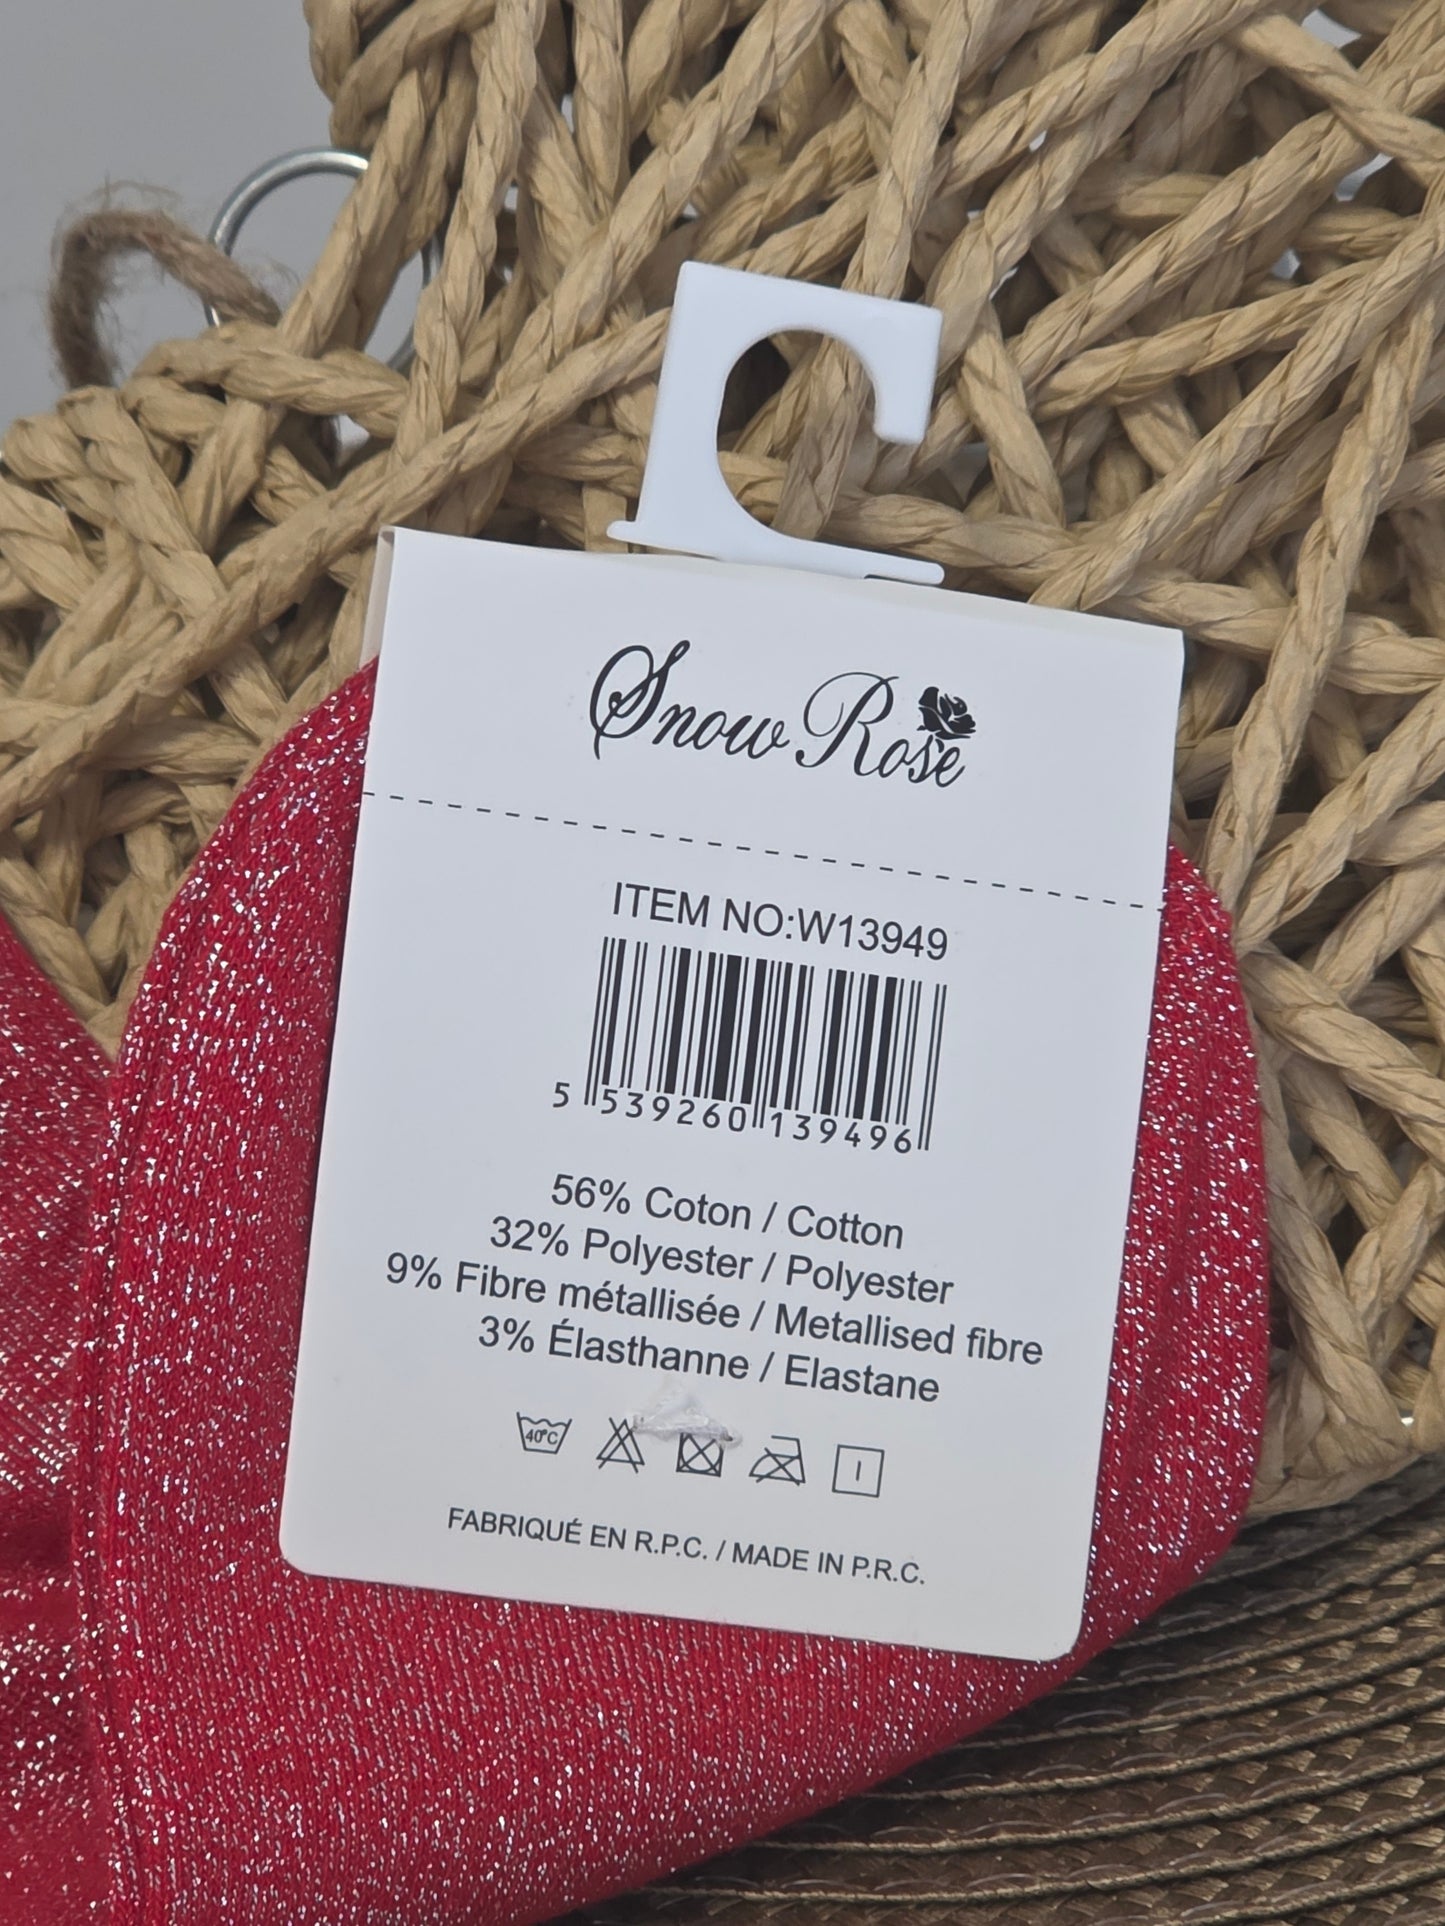 Snow Rose
ITEM NO:W13949
5 539260 139496
56% Coton / Cotton
32% Polyester / Polyester
9% Fibre métallisée / Metallised fibre
3% Élasthanne / Elastane
40°C
FABRIQUÉ EN R.P.C. / MADE IN P.R.C.